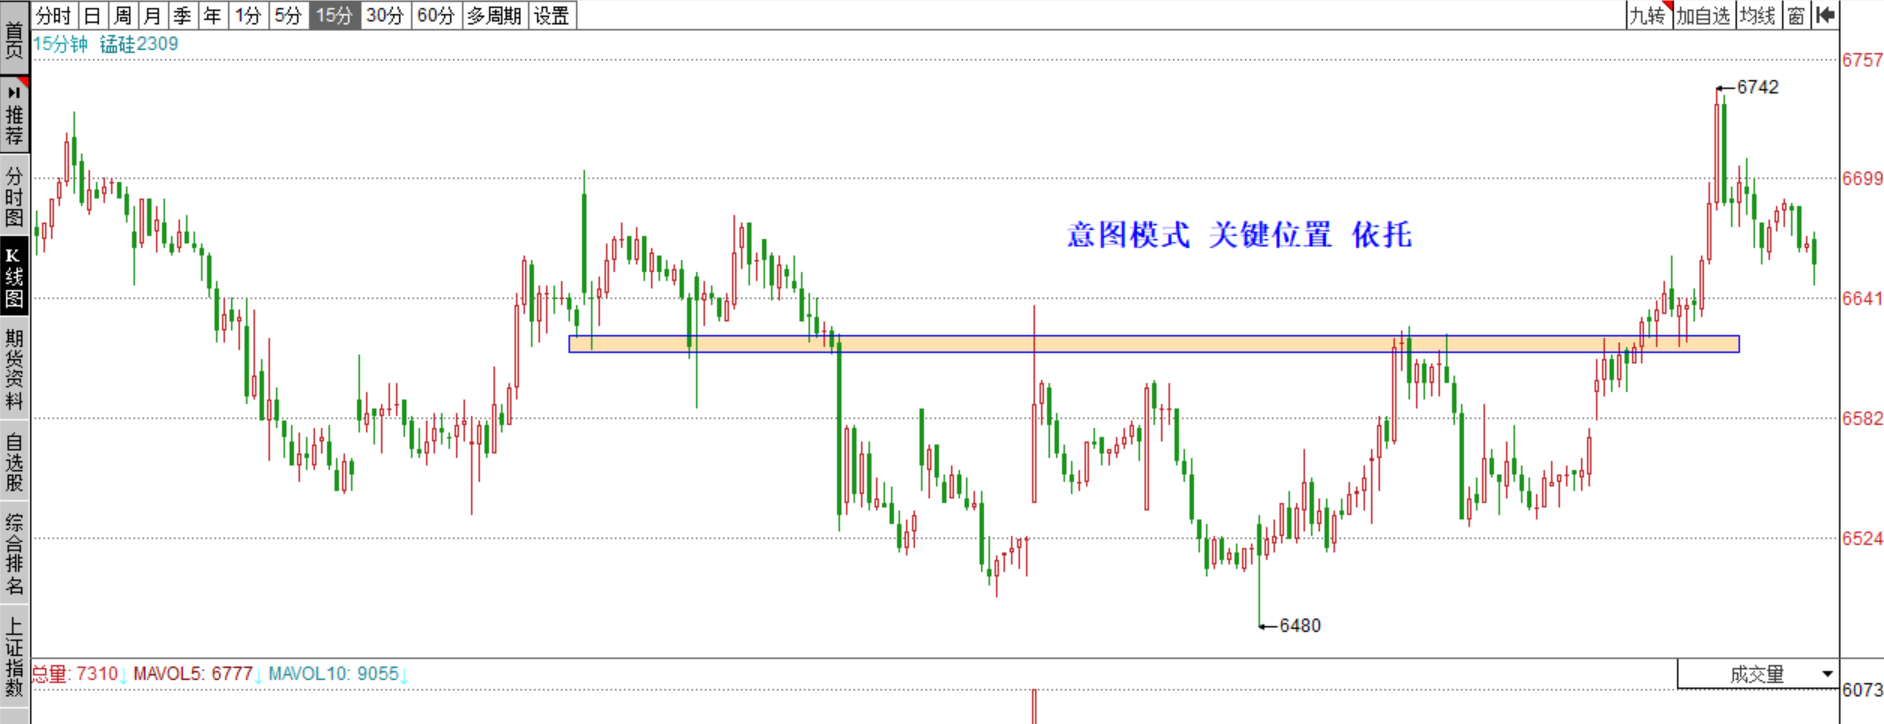 分时 日 周 月 季 年 1分 5分 15分 30分 60分 多周期 设置 九转 加自选 均线 窗
首页
推荐
分时图
K线图
期货资料
自选股
综合排名
上证指数
15分钟 锰硅2309
6757
6742
6699
意图模式 关键位置 依托
6641
6582
6524
6480
总量: 7310↓ MAVOL5: 6777↓ MAVOL10: 9055↓
成交量
6073